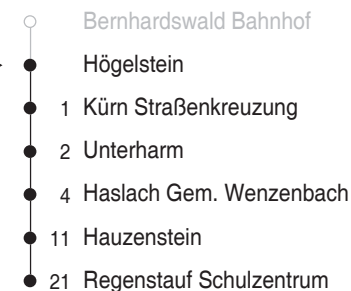 Bernhardswald Bahnhof
Högelstein
1 Kürn Straßenkreuzung
2 Unterharm
4 Haslach Gem. Wenzenbach
11 Hauzenstein
21 Regenstauf Schulzentrum